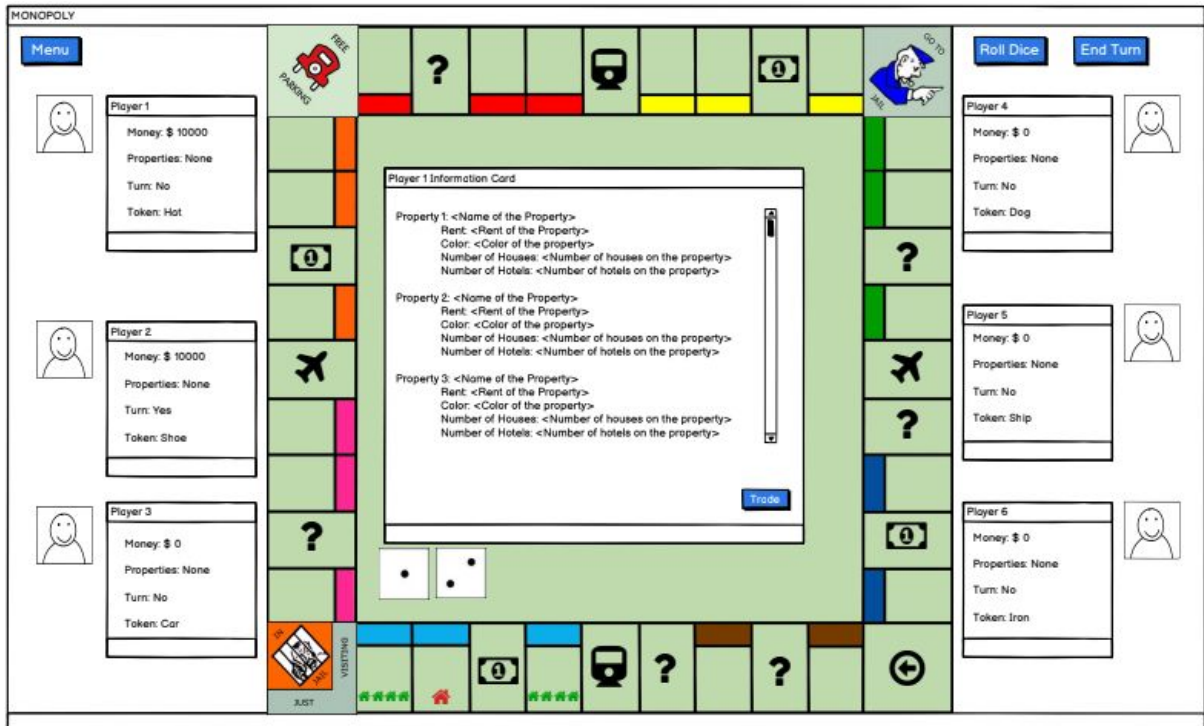 MONOPOLY
Menu
Roll Dice
End Turn
FREE
PARKING
GO TO
JAIL
Player 1
Money: $ 10000
Properties: None
Turn: No
Token: Hat
Player 2
Money: $ 10000
Properties: None
Turn: Yes
Token: Shoe
Player 3
Money: $ 0
Properties: None
Turn: No
Token: Car
Player 1 Information Card
Property 1: <Name of the Property>
Rent: <Rent of the Property>
Color: <Color of the property>
Number of Houses: <Number of houses on the property>
Number of Hotels: <Number of hotels on the property>
Property 2: <Name of the Property>
Rent: <Rent of the Property>
Color: <Color of the property>
Number of Houses: <Number of houses on the property>
Number of Hotels: <Number of hotels on the property>
Property 3: <Name of the Property>
Rent: <Rent of the Property>
Color: <Color of the property>
Number of Houses: <Number of houses on the property>
Number of Hotels: <Number of hotels on the property>
Trade
Player 4
Money: $ 0
Properties: None
Turn: No
Token: Dog
Player 5
Money: $ 0
Properties: None
Turn: No
Token: Ship
Player 6
Money: $ 0
Properties: None
Turn: No
Token: Iron
?
?
?
?
?
?
?
1
1
1
1
IN
JAIL
JUST
VISITING